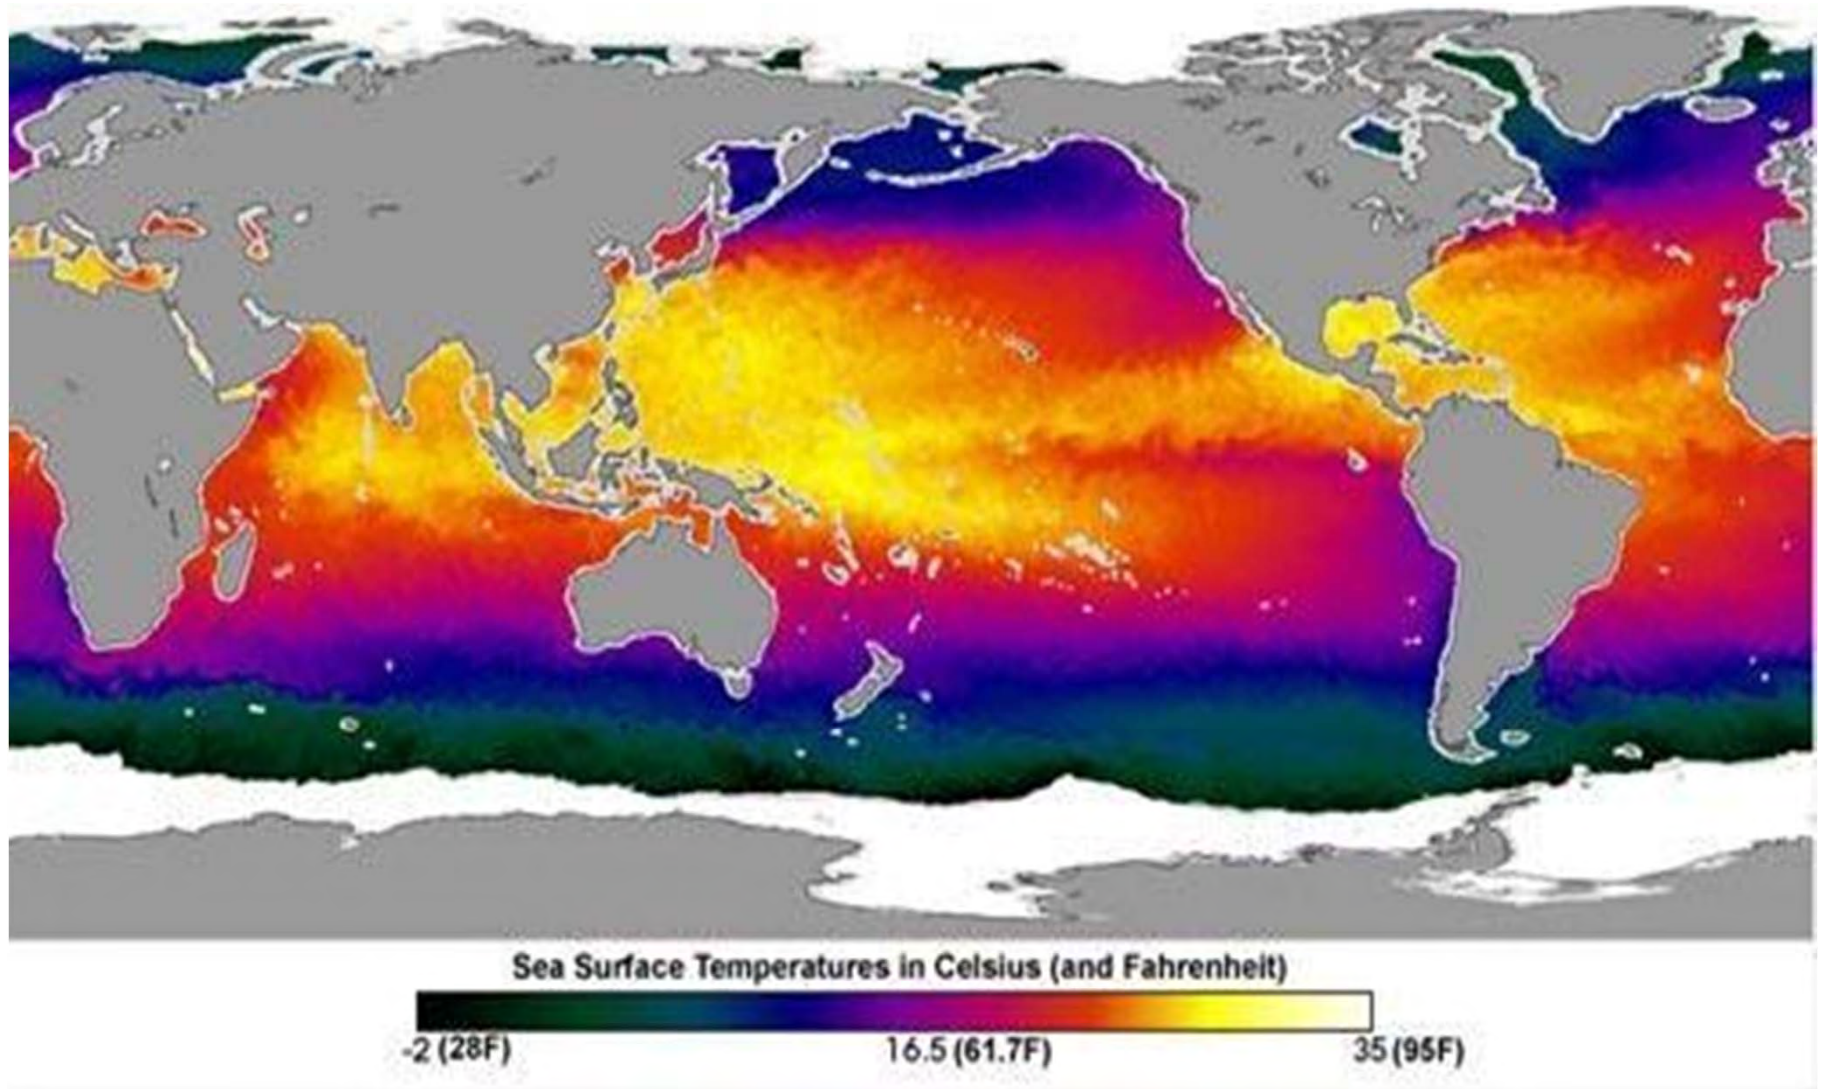 Sea Surface Temperatures in Celsius (and Fahrenheit)
-2 (28F) 16.5 (61.7F) 35 (95F)